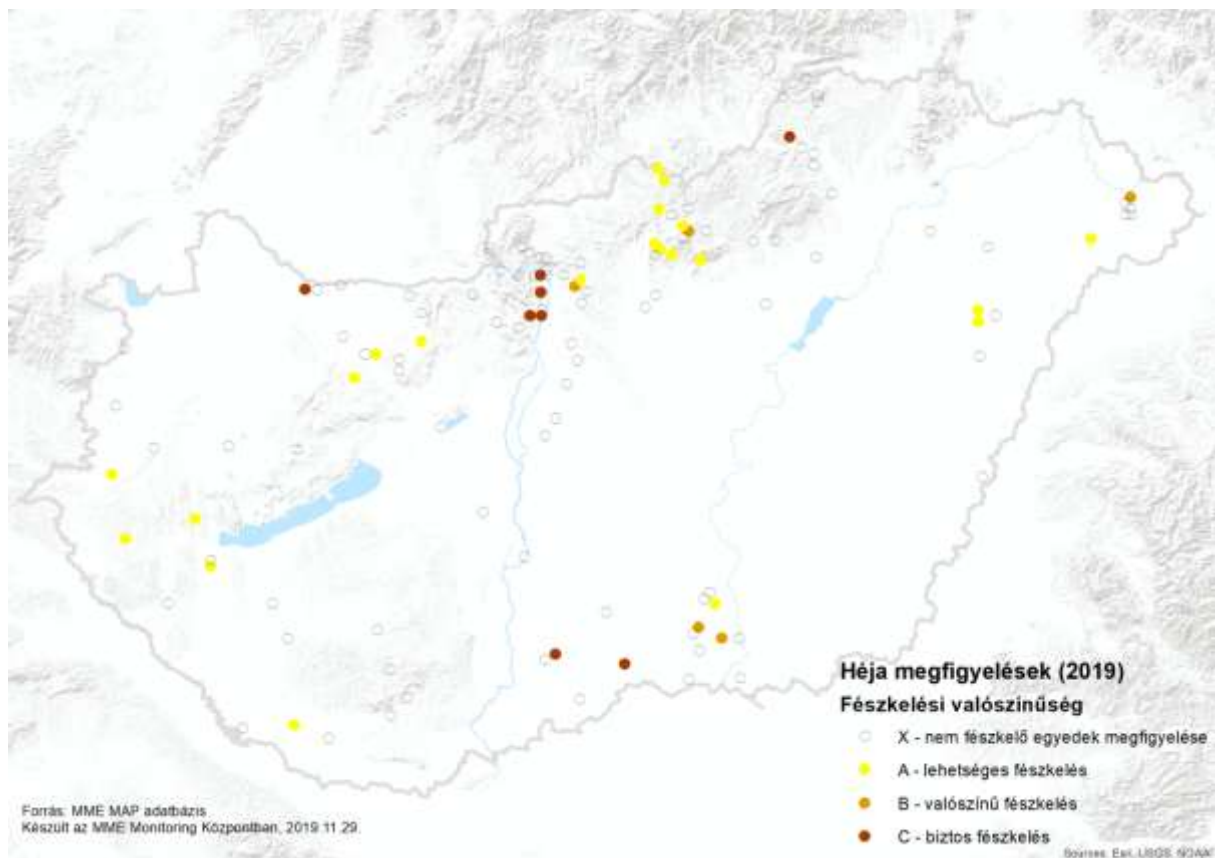 Héja megfigyelések (2019)
Fészkelési valószínűség
X - nem fészkelő egyedek megfigyelése
A - lehetséges fészkelés
B - valószínű fészkelés
C - biztos fészkelés
Forrás: MME MAP adatbázis
Készült az MME Monitoring Központban, 2019.11.29.
Sources: Esri, USGS, NOAA